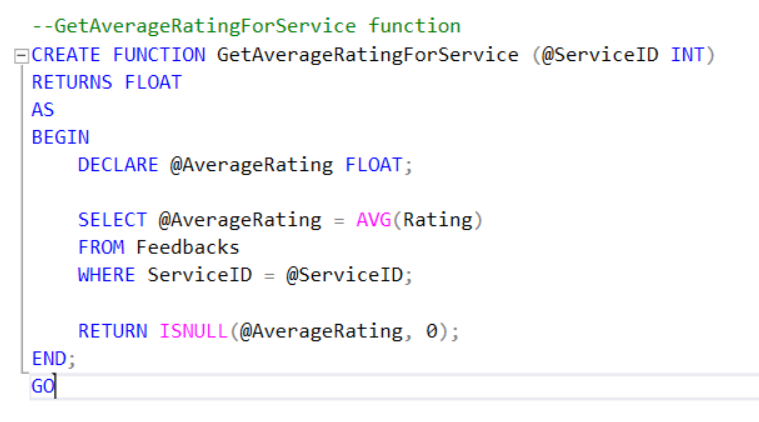 --GetAverageRatingForService function
CREATE FUNCTION GetAverageRatingForService (@ServiceID INT)
RETURNS FLOAT
AS
BEGIN
    DECLARE @AverageRating FLOAT;

    SELECT @AverageRating = AVG(Rating)
    FROM Feedbacks
    WHERE ServiceID = @ServiceID;

    RETURN ISNULL(@AverageRating, 0);
END;
GO